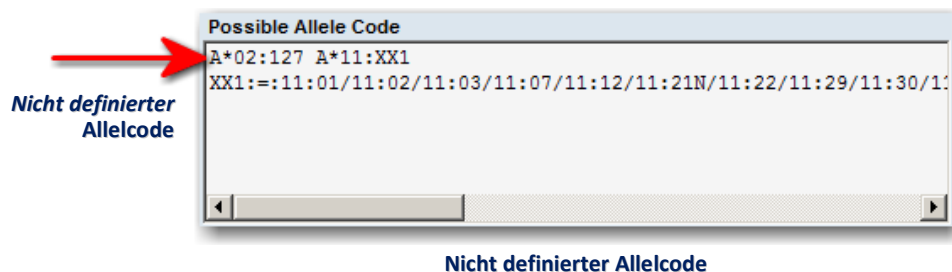 Possible Allele Code
A*02:127 A*11:XX1
XX1:=:11:01/11:02/11:03/11:07/11:12/11:21N/11:22/11:29/11:30/11
Nicht definierter
Allelcode
Nicht definierter Allelcode